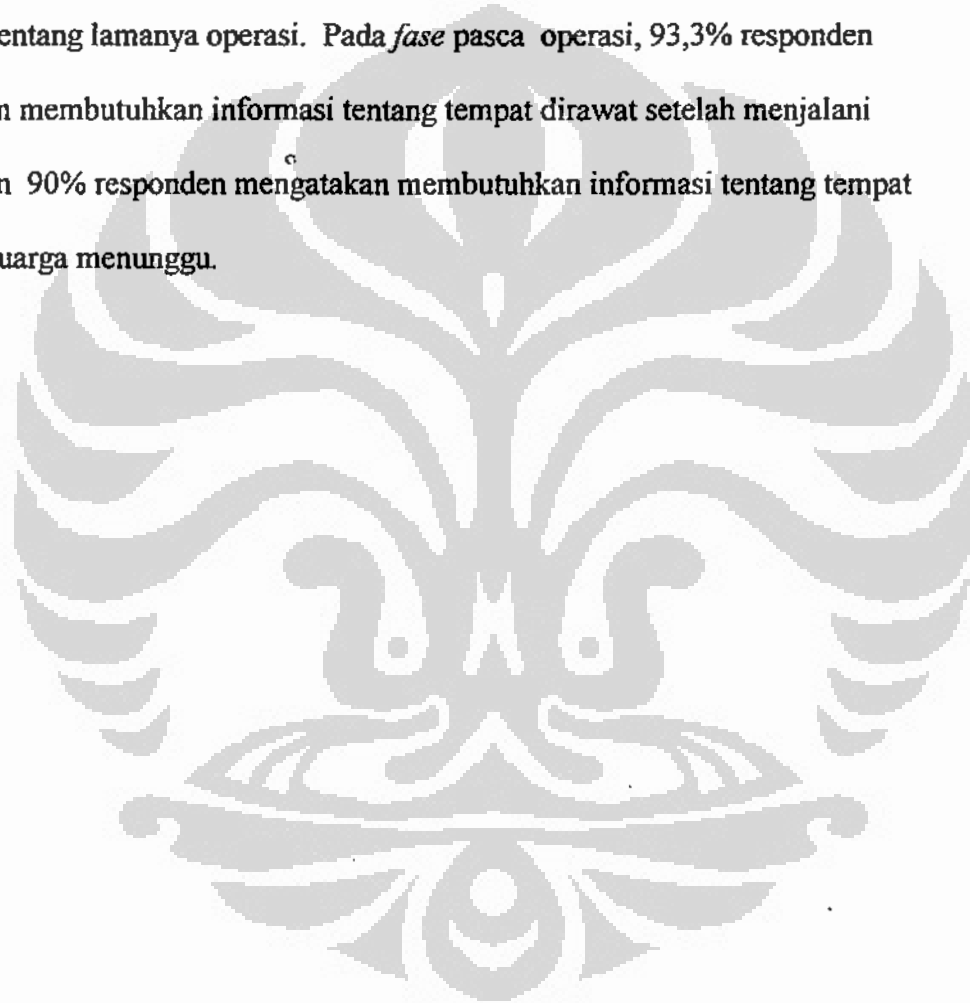 entang lamanya operasi. Pada fase pasca operasi, 93,3% responden
n membutuhkan informasi tentang tempat dirawat setelah menjalani
n 90% responden mengatakan membutuhkan informasi tentang tempat
uarga menunggu.